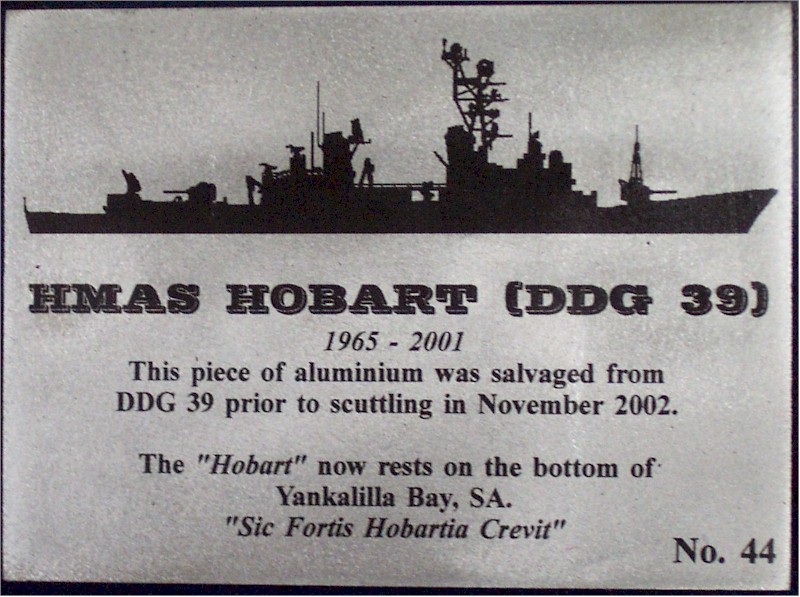 HMAS HOBART (DDG 39)
1965 - 2001
This piece of aluminium was salvaged from
DDG 39 prior to scuttling in November 2002.
The "Hobart" now rests on the bottom of
Yankalilla Bay, SA.
"Sic Fortis Hobartia Crevit"
No. 44